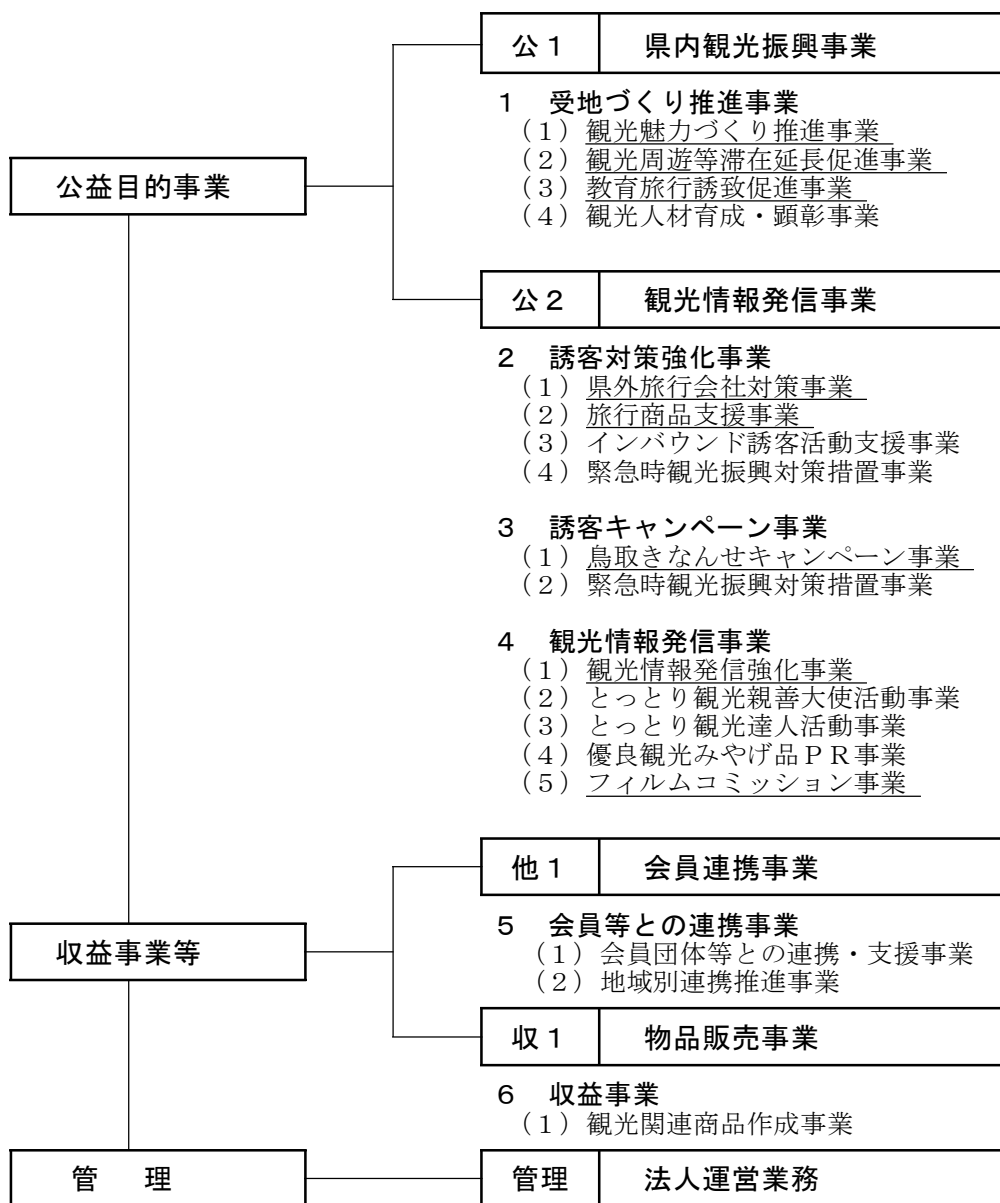 公１　県内観光振興事業
１　受地づくり推進事業
（１）観光魅力づくり推進事業
（２）観光周遊等滞在延長促進事業
（３）教育旅行誘致促進事業
（４）観光人材育成・顕彰事業
公益目的事業
公２　観光情報発信事業
２　誘客対策強化事業
（１）県外旅行会社対策事業
（２）旅行商品支援事業
（３）インバウンド誘客活動支援事業
（４）緊急時観光振興対策措置事業
３　誘客キャンペーン事業
（１）鳥取きなんせキャンペーン事業
（２）緊急時観光振興対策措置事業
４　観光情報発信事業
（１）観光情報発信強化事業
（２）とっとり観光親善大使活動事業
（３）とっとり観光達人活動事業
（４）優良観光みやげ品ＰＲ事業
（５）フィルムコミッション事業
他１　会員連携事業
収益事業等
５　会員等との連携事業
（１）会員団体等との連携・支援事業
（２）地域別連携推進事業
収１　物品販売事業
６　収益事業
（１）観光関連商品作成事業
管　理
管理　法人運営業務